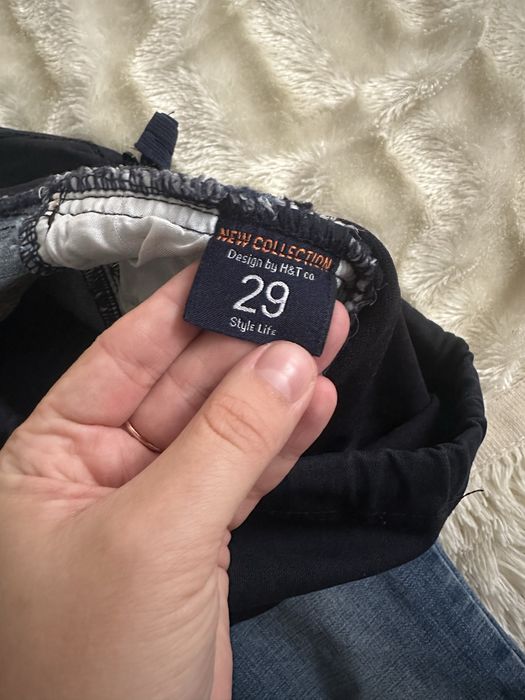 NEW COLLECTION
Design by H&T co
29
Style Life